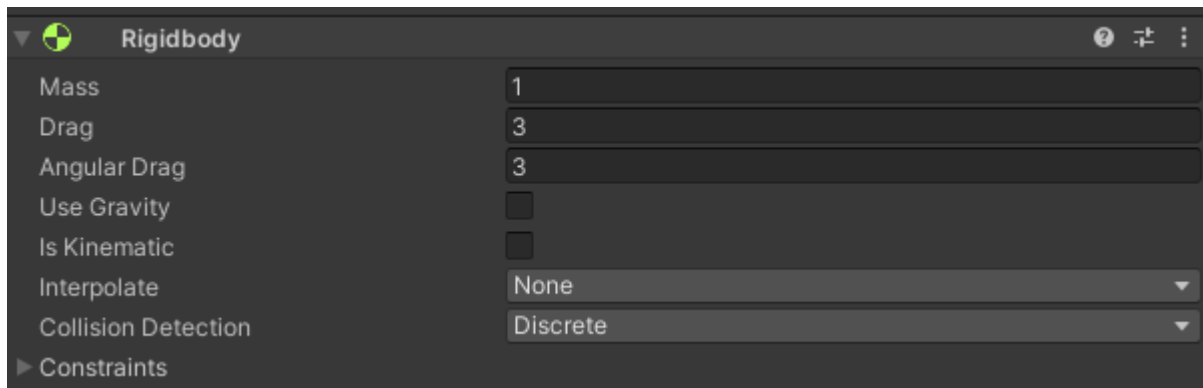 Rigidbody
Mass 1
Drag 3
Angular Drag 3
Use Gravity
Is Kinematic
Interpolate None
Collision Detection Discrete
Constraints